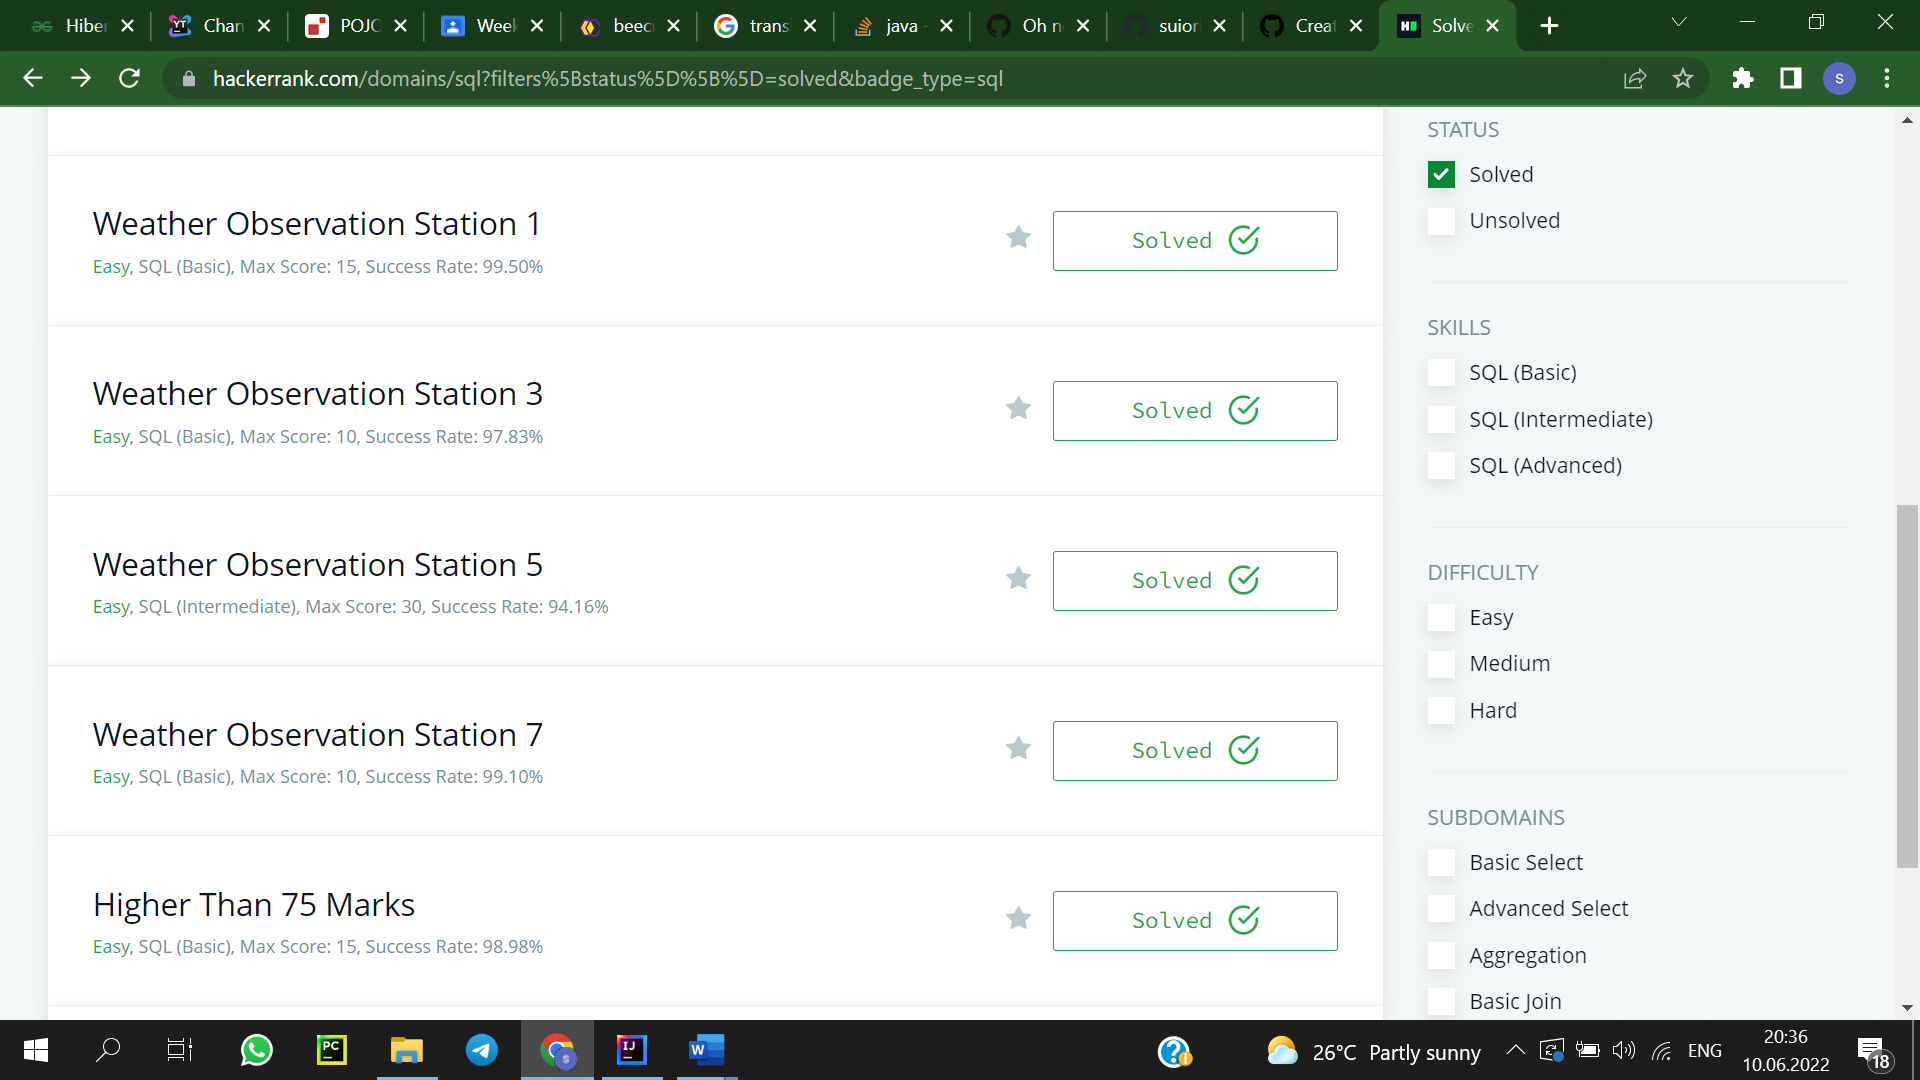 Hiber
Chan
POJO
Week
beec
trans
java -
Oh n
suior
Creat
Solve
hackerrank.com/domains/sql?filters%5Bstatus%5D%5B%5D=solved&badge_type=sql
s
Weather Observation Station 1
Easy, SQL (Basic), Max Score: 15, Success Rate: 99.50%
Solved
Weather Observation Station 3
Easy, SQL (Basic), Max Score: 10, Success Rate: 97.83%
Solved
Weather Observation Station 5
Easy, SQL (Intermediate), Max Score: 30, Success Rate: 94.16%
Solved
Weather Observation Station 7
Easy, SQL (Basic), Max Score: 10, Success Rate: 99.10%
Solved
Higher Than 75 Marks
Easy, SQL (Basic), Max Score: 15, Success Rate: 98.98%
Solved
STATUS
Solved
Unsolved
SKILLS
SQL (Basic)
SQL (Intermediate)
SQL (Advanced)
DIFFICULTY
Easy
Medium
Hard
SUBDOMAINS
Basic Select
Advanced Select
Aggregation
Basic Join
PC
s
IJ
W
26°C Partly sunny
ENG
20:36
10.06.2022
18